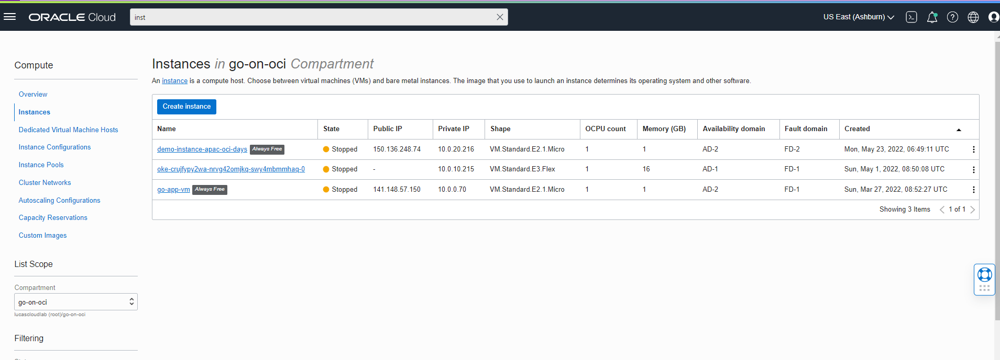 ORACLE Cloud
inst
US East (Ashburn)
Compute
Overview
Instances
Dedicated Virtual Machine Hosts
Instance Configurations
Instance Pools
Cluster Networks
Autoscaling Configurations
Capacity Reservations
Custom Images
List Scope
Compartment
go-on-oci
lucascloudlab (root)/go-on-oci
Filtering
Instances in go-on-oci Compartment
An instance is a compute host. Choose between virtual machines (VMs) and bare metal instances. The image that you use to launch an instance determines its operating system and other software.
Create instance
Name State Public IP Private IP Shape OCPU count Memory (GB) Availability domain Fault domain Created
demo-instance-apac-oci-days Always Free Stopped 150.136.248.74 10.0.20.216 VM.Standard.E2.1.Micro 1 1 AD-2 FD-2 Mon, May 23, 2022, 06:49:11 UTC
oke-crujfypy2wa-nrvg42omjkq-swy4mbmmhaq-0 Stopped - 10.0.10.215 VM.Standard.E3.Flex 1 16 AD-1 FD-1 Sun, May 1, 2022, 08:50:08 UTC
go-app-vm Always Free Stopped 141.148.57.150 10.0.0.70 VM.Standard.E2.1.Micro 1 1 AD-2 FD-1 Sun, Mar 27, 2022, 08:52:27 UTC
Showing 3 Items 1 of 1